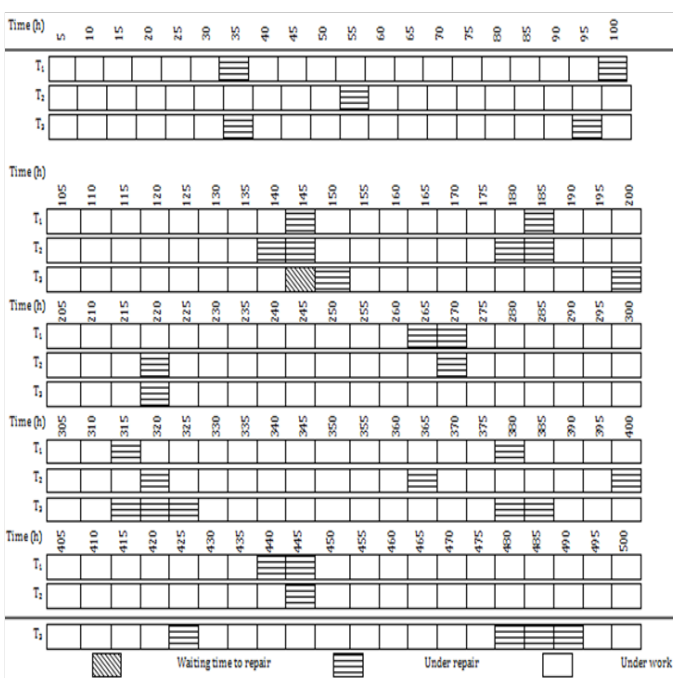 Time (h) 5 10 15 20 25 30 35 40 45 50 55 60 65 70 75 80 85 90 95 100
T₁
T₂
T₃
Time (h)
105 110 115 120 125 130 135 140 145 150 155 160 165 170 175 180 185 190 195 200
T₁
T₂
T₃
Time (h) 205 210 215 220 225 230 235 240 245 250 255 260 265 270 275 280 285 290 295 300
T₁
T₂
T₃
Time (h) 305 310 315 320 325 330 335 340 345 350 355 360 365 370 375 380 385 390 395 400
T₁
T₂
T₃
Time (h) 405 410 415 420 425 430 435 440 445 450 455 460 465 470 475 480 485 490 495 500
T₁
T₂
T₃
Waiting time to repair Under repair Under work